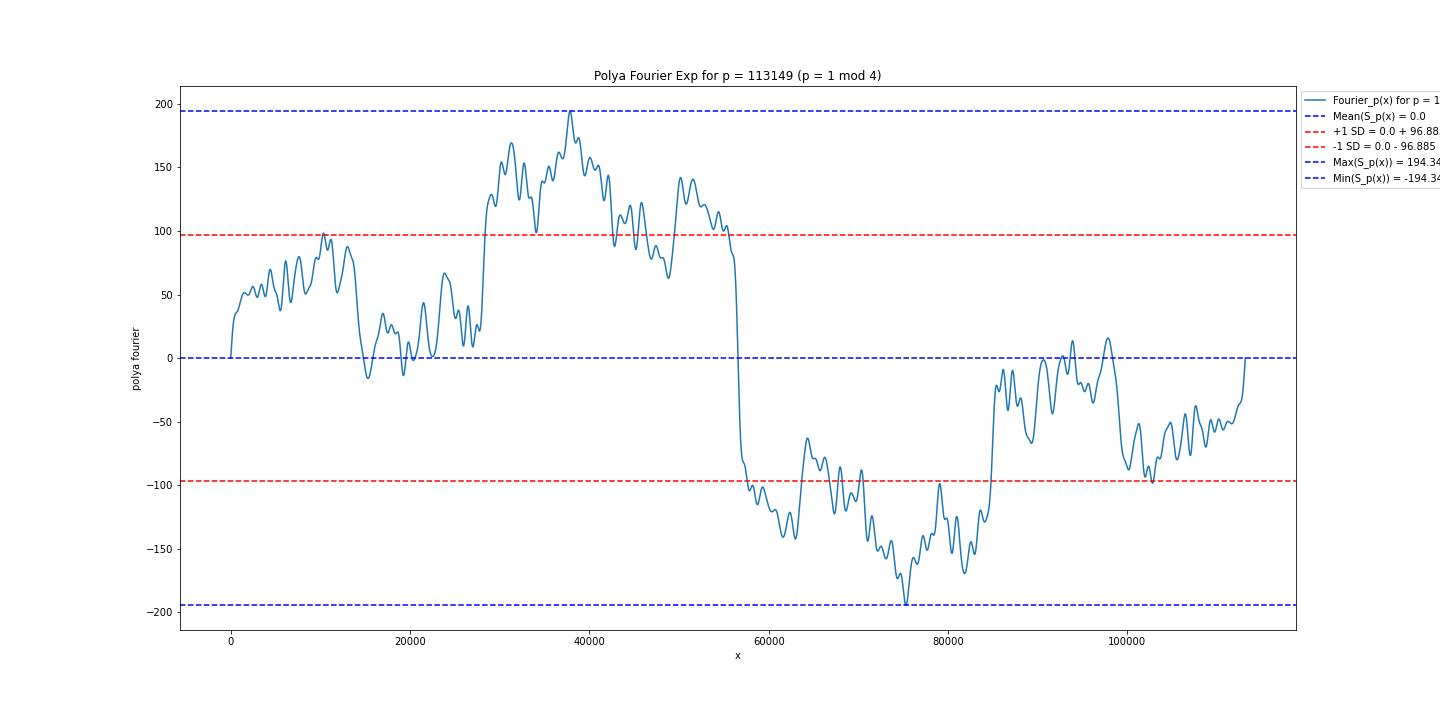 Polya Fourier Exp for p = 113149 (p = 1 mod 4)
200
150
100
50
0
−50
−100
−150
−200
polya fourier
0
20000
40000
60000
80000
100000
x
Fourier_p(x) for p = 1
Mean(S_p(x) = 0.0
+1 SD = 0.0 + 96.88
-1 SD = 0.0 - 96.885
Max(S_p(x)) = 194.34
Min(S_p(x)) = -194.34